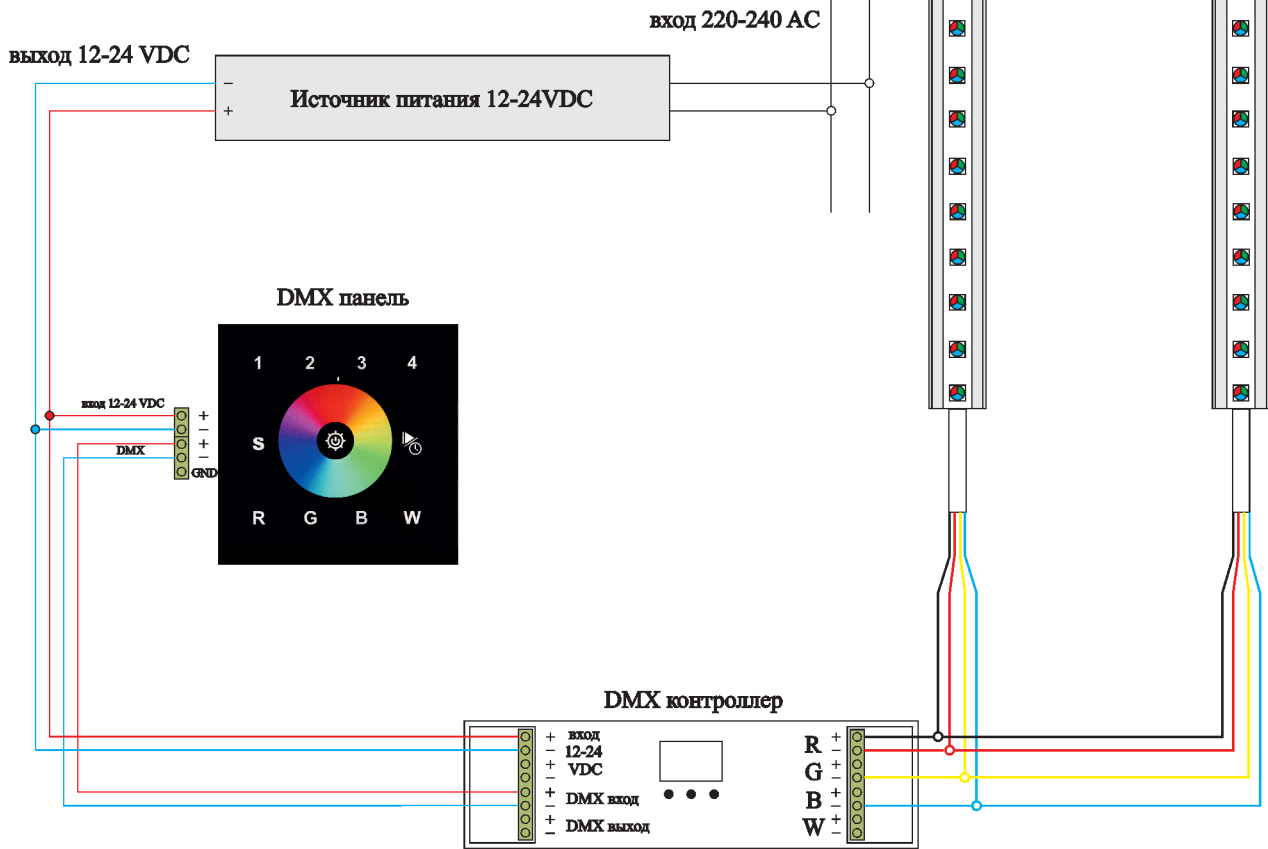 вход 220-240 AC
выход 12-24 VDC
−
Источник питания 12-24VDC
+
DMX панель
1 2 3 4
вход 12-24 VDC
+
−
S
+
DMX
−
GND
R G B W
DMX контроллер
+ вход
− 12-24
+ VDC
−
+
− DMX вход
+
− DMX выход
R + −
G + −
B + −
W + −